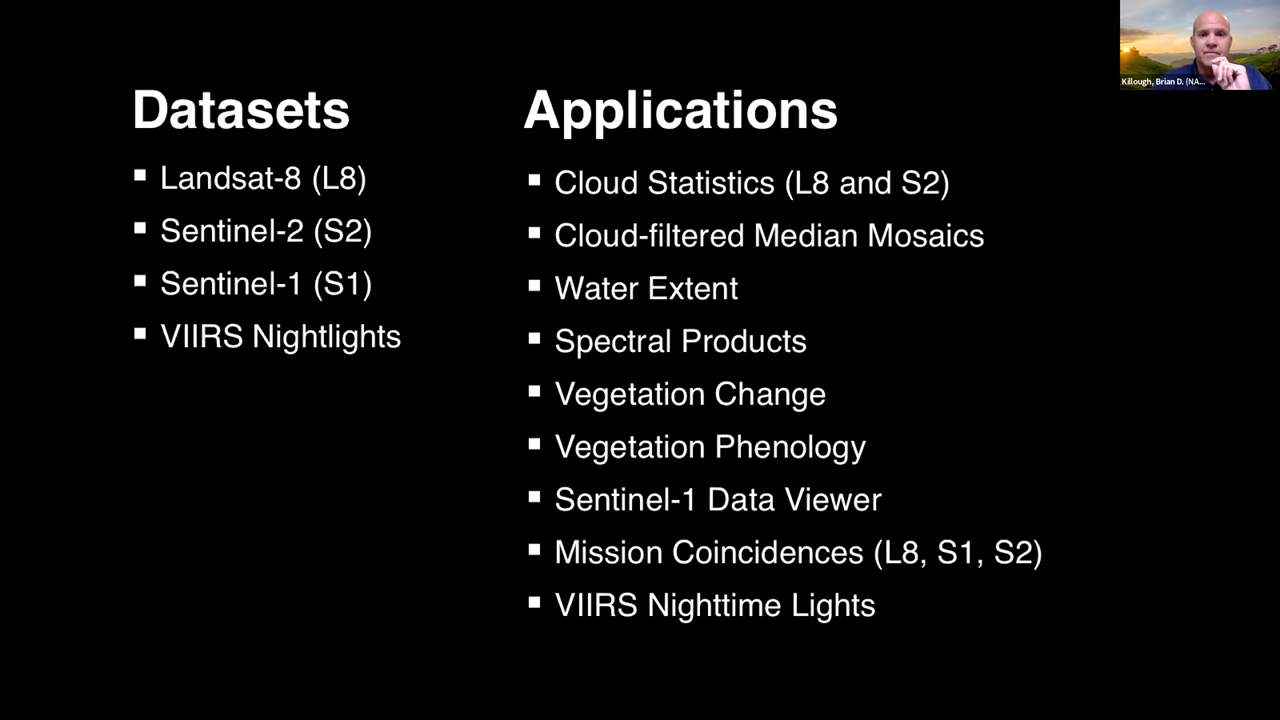 Datasets
Landsat-8 (L8)
Sentinel-2 (S2)
Sentinel-1 (S1)
VIIRS Nightlights
Applications
Cloud Statistics (L8 and S2)
Cloud-filtered Median Mosaics
Water Extent
Spectral Products
Vegetation Change
Vegetation Phenology
Sentinel-1 Data Viewer
Mission Coincidences (L8, S1, S2)
VIIRS Nighttime Lights
Killough, Brian D. (NA...